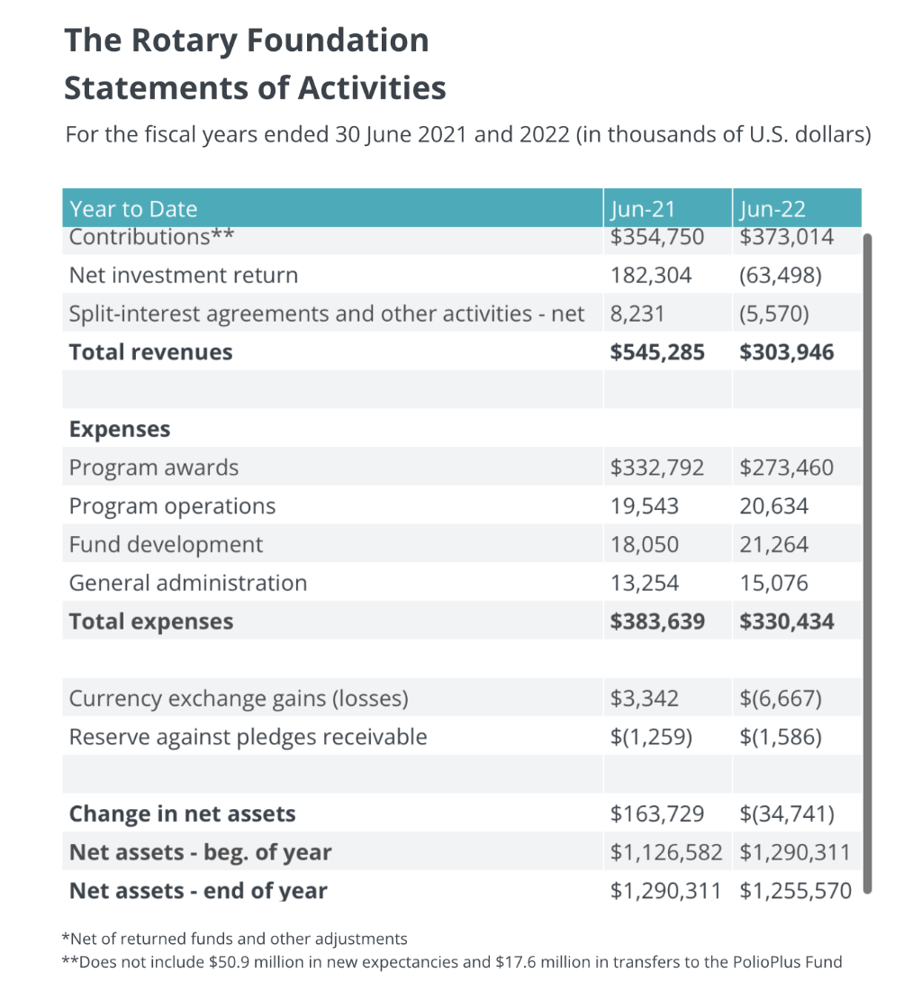 The Rotary Foundation
Statements of Activities
For the fiscal years ended 30 June 2021 and 2022 (in thousands of U.S. dollars)
Year to Date Jun-21 Jun-22
Contributions** $354,750 $373,014
Net investment return 182,304 (63,498)
Split-interest agreements and other activities - net 8,231 (5,570)
Total revenues $545,285 $303,946
Expenses
Program awards $332,792 $273,460
Program operations 19,543 20,634
Fund development 18,050 21,264
General administration 13,254 15,076
Total expenses $383,639 $330,434
Currency exchange gains (losses) $3,342 $(6,667)
Reserve against pledges receivable $(1,259) $(1,586)
Change in net assets $163,729 $(34,741)
Net assets - beg. of year $1,126,582 $1,290,311
Net assets - end of year $1,290,311 $1,255,570
*Net of returned funds and other adjustments
**Does not include $50.9 million in new expectancies and $17.6 million in transfers to the PolioPlus Fund